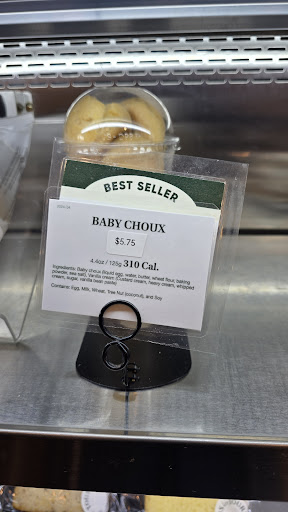 BEST SELLER
BABY CHOUX
$5.75
4.4oz / 125g 310 Cal.
Ingredients: Baby choux (liquid egg, water, butter, wheat flour, baking
powder, sea salt), Vanilla cream (Custard cream, heavy cream, whipped
cream, sugar, vanilla bean paste)
Contains: Egg, Milk, Wheat, Tree Nut (coconut), and Soy